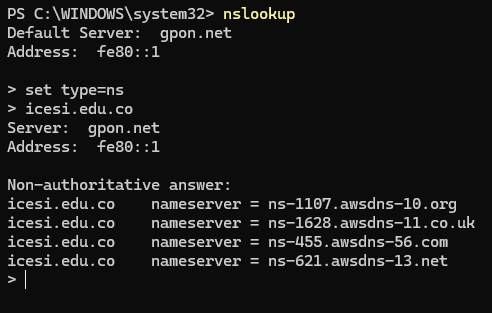 PS C:\WINDOWS\system32> nslookup
Default Server:  gpon.net
Address:  fe80::1

> set type=ns
> icesi.edu.co
Server:  gpon.net
Address:  fe80::1

Non-authoritative answer:
icesi.edu.co    nameserver = ns-1107.awsdns-10.org
icesi.edu.co    nameserver = ns-1628.awsdns-11.co.uk
icesi.edu.co    nameserver = ns-455.awsdns-56.com
icesi.edu.co    nameserver = ns-621.awsdns-13.net
>